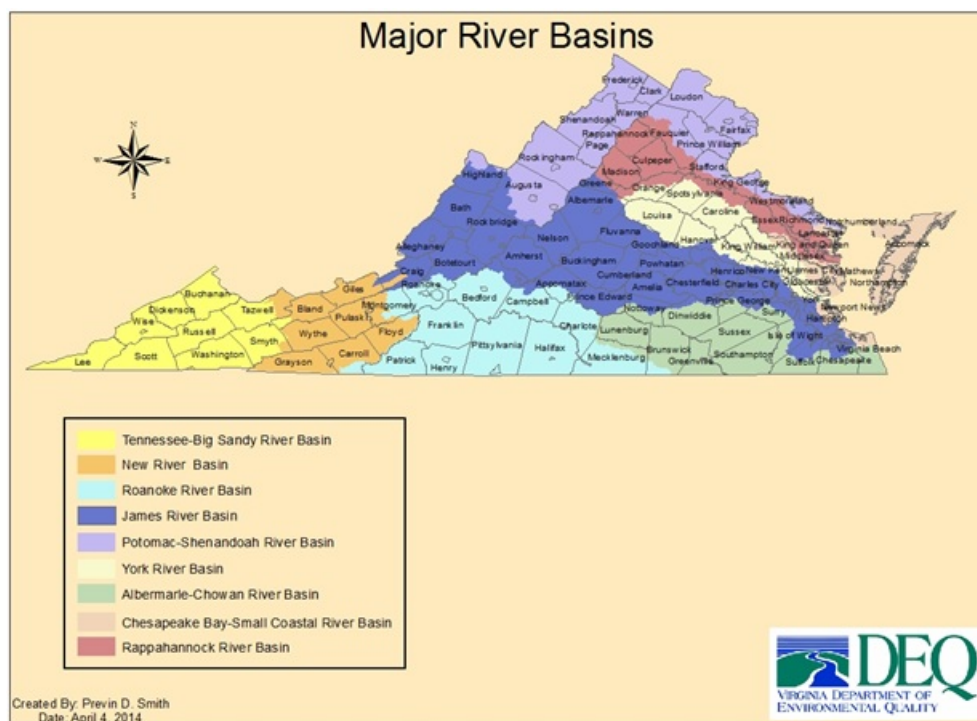 Major River Basins
N
W E
S
Frederick
Clark
Loudon
Shenandoah
Warren
Fairfax
Rappahannock
Fauquier
Page
Prince William
Rockingham
Culpeper
Stafford
Madison
Highland
Augusta
Greene
King George
Orange
Spotsylvania
Westmoreland
Bath
Albemarle
Louisa
Caroline
Essex
Richmond
Northumberland
Rockbridge
Fluvanna
Lancaster
Accomack
Nelson
Goochland
Hanover
King William
King and Queen
Alleghaney
Middlesex
Amherst
Buckingham
Powhatan
Henrico
New Kent
James City
Mathews
Botetourt
Craig
Cumberland
Chesterfield
Charles City
Gloucester
Northampton
Roanoke
Appomatax
Amelia
York
Buchanan
Giles
Bedford
Campbell
Prince Edward
Prince George
Newport News
Dickenson
Tazwell
Bland
Montgomery
Nottoway
Surry
Hampton
Wise
Russell
Pulaski
Floyd
Franklin
Charlotte
Lunenburg
Dinwiddie
Sussex
Isle of Wight
Smyth
Wythe
Pittsylvania
Halifax
Virginia Beach
Lee
Scott
Washington
Grayson
Carroll
Patrick
Henry
Mecklenburg
Brunswick
Greenville
Southampton
Suffolk
Chesapeake
Tennessee-Big Sandy River Basin
New River Basin
Roanoke River Basin
James River Basin
Potomac-Shenandoah River Basin
York River Basin
Albermarle-Chowan River Basin
Chesapeake Bay-Small Coastal River Basin
Rappahannock River Basin
DEQ
VIRGINIA DEPARTMENT OF
ENVIRONMENTAL QUALITY
Created By: Previn D. Smith
Date: April 4, 2014